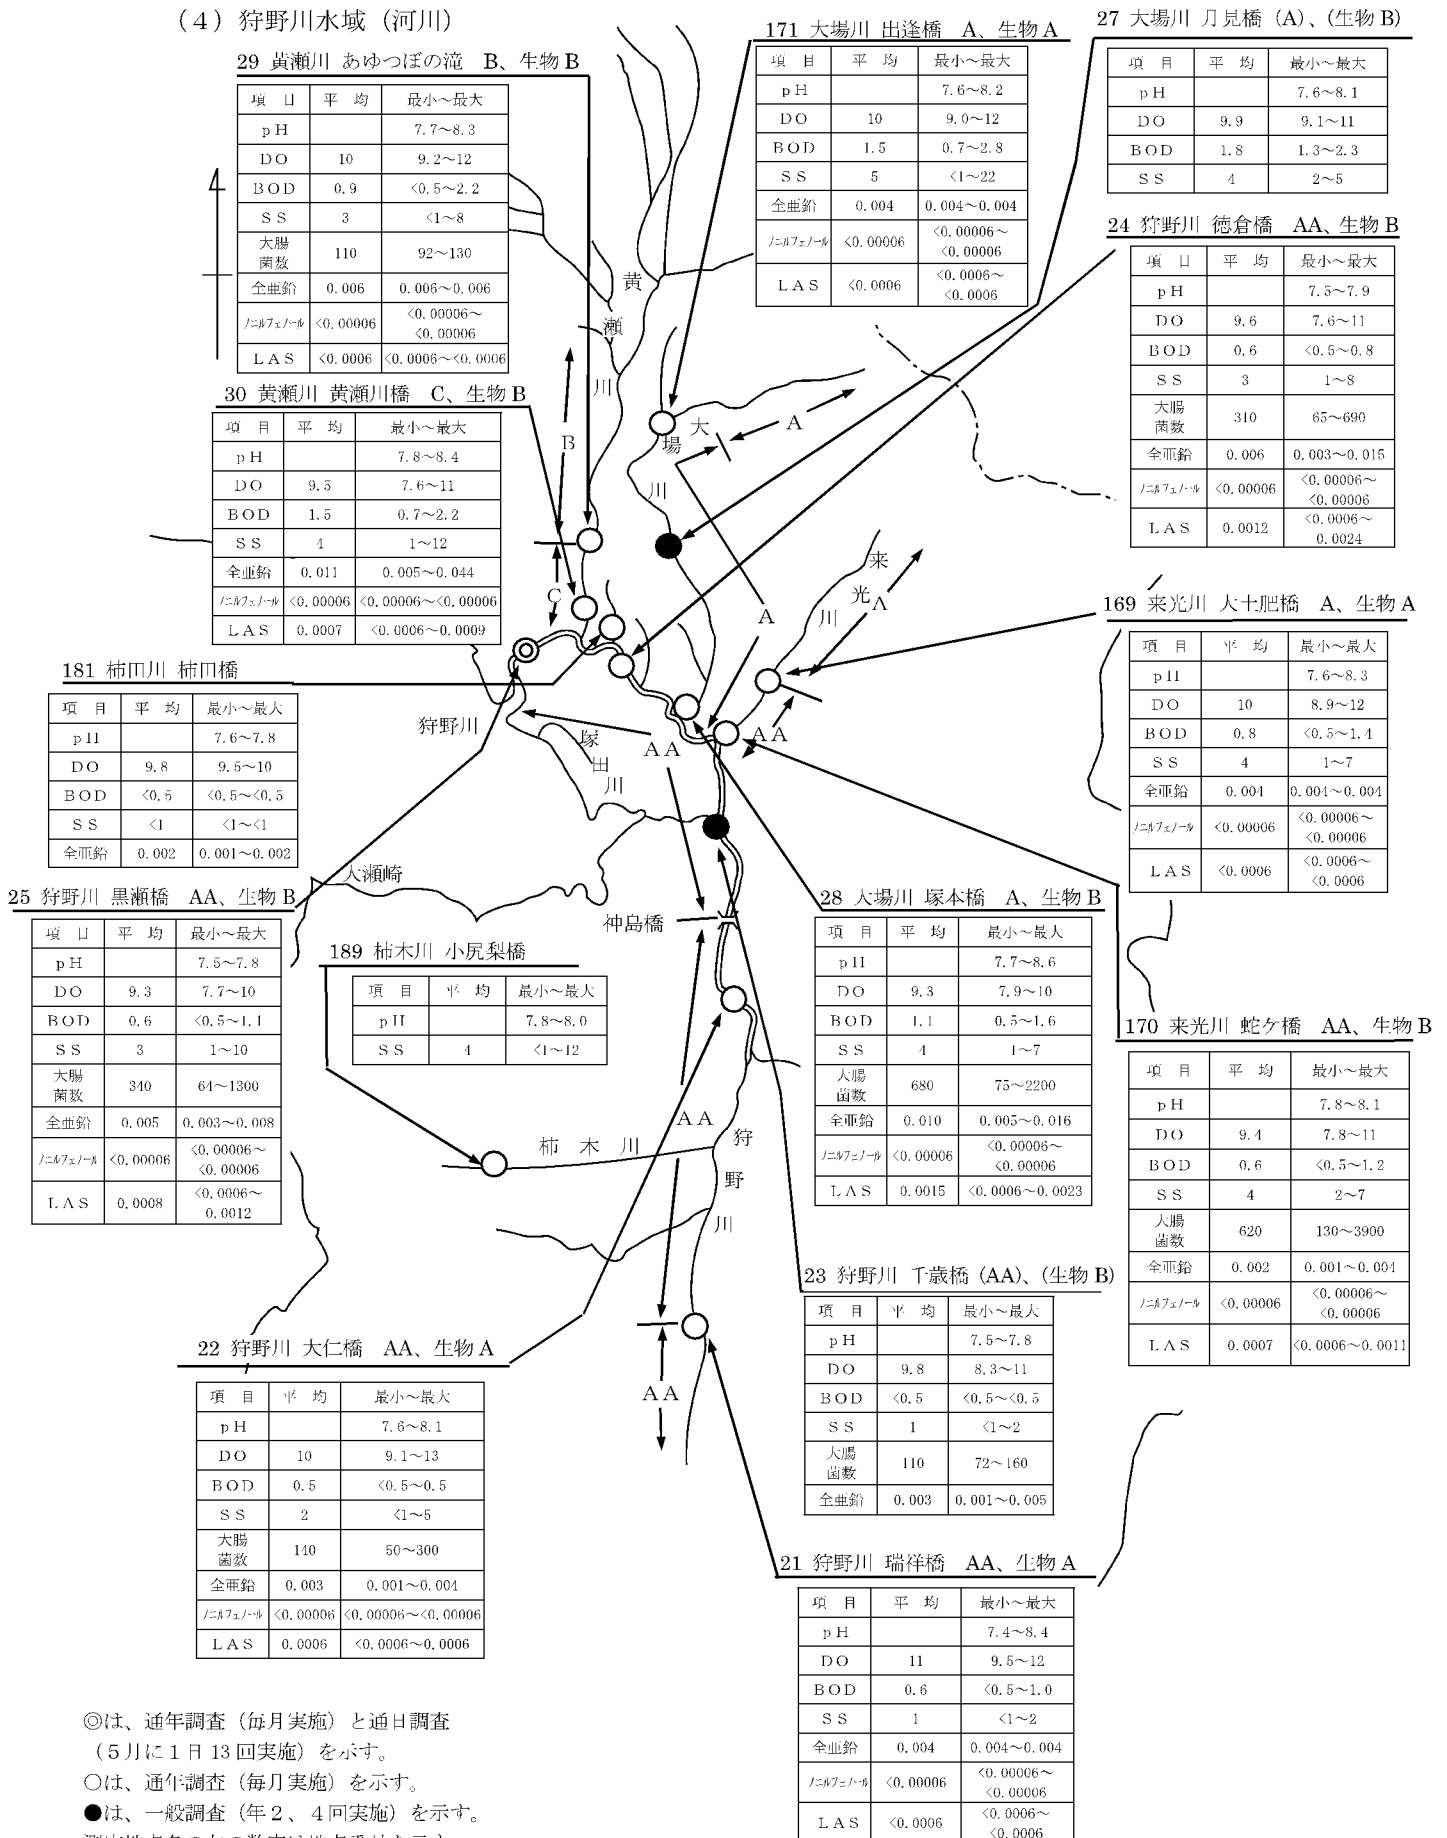 (4) 狩野川水域 (河川)
29 黄瀬川 あゆつぼの滝 B、生物 B
項 目 平 均 最小～最大
pH 7.7～8.3
DO 10 9.2～12
BOD 0.9 <0.5～2.2
SS 3 <1～8
大腸
菌数 110 92～130
全亜鉛 0.006 0.006～0.006
ノニルフェノール <0.00006 <0.00006～
<0.00006
LAS <0.0006 <0.0006～<0.0006
171 大場川 出逢橋 A、生物 A
項 目 平 均 最小～最大
pH 7.6～8.2
DO 10 9.0～12
BOD 1.5 0.7～2.8
SS 5 <1～22
全亜鉛 0.004 0.004～0.004
ノニルフェノール <0.00006 <0.00006～
<0.00006
LAS <0.0006 <0.0006～
<0.0006
27 大場川 月見橋 (A)、(生物 B)
項 目 平 均 最小～最大
pH 7.6～8.1
DO 9.9 9.1～11
BOD 1.8 1.3～2.3
SS 4 2～5
24 狩野川 徳倉橋 AA、生物 B
項 目 平 均 最小～最大
pH 7.5～7.9
DO 9.6 7.6～11
BOD 0.6 <0.5～0.8
SS 3 1～8
大腸
菌数 310 65～690
全亜鉛 0.006 0.003～0.015
ノニルフェノール <0.00006 <0.00006～
<0.00006
LAS 0.0012 <0.0006～
0.0024
30 黄瀬川 黄瀬川橋 C、生物 B
項 目 平 均 最小～最大
pH 7.8～8.4
DO 9.5 7.6～11
BOD 1.5 0.7～2.2
SS 4 1～12
全亜鉛 0.011 0.005～0.044
ノニルフェノール <0.00006 <0.00006～<0.00006
LAS 0.0007 <0.0006～0.0009
黄
瀬
川
大
場
川
来
光
川
B
C
A
A
A
AA
169 来光川 大土肥橋 A、生物 A
項 目 平 均 最小～最大
pH 7.6～8.3
DO 10 8.9～12
BOD 0.8 <0.5～1.4
SS 4 1～7
全亜鉛 0.004 0.004～0.004
ノニルフェノール <0.00006 <0.00006～
<0.00006
LAS <0.0006 <0.0006～
<0.0006
181 柿田川 柿田橋
項 目 平 均 最小～最大
pH 7.6～7.8
DO 9.8 9.5～10
BOD <0.5 <0.5～<0.5
SS <1 <1～<1
全亜鉛 0.002 0.001～0.002
狩野川
塚
田
川
AA
大瀬崎
神島橋
25 狩野川 黒瀬橋 AA、生物 B
項 目 平 均 最小～最大
pH 7.5～7.8
DO 9.3 7.7～10
BOD 0.6 <0.5～1.1
SS 3 1～10
大腸
菌数 340 64～1300
全亜鉛 0.005 0.003～0.008
ノニルフェノール <0.00006 <0.00006～
<0.00006
LAS 0.0008 <0.0006～
0.0012
189 柿木川 小尻梨橋
項 目 平 均 最小～最大
pH 7.8～8.0
SS 4 <1～12
28 大場川 塚本橋 A、生物 B
項 目 平 均 最小～最大
pH 7.7～8.6
DO 9.3 7.9～10
BOD 1.1 0.5～1.6
SS 4 1～7
大腸
菌数 680 75～2200
全亜鉛 0.010 0.005～0.016
ノニルフェノール <0.00006 <0.00006～
<0.00006
LAS 0.0015 <0.0006～0.0023
170 来光川 蛇ケ橋 AA、生物 B
項 目 平 均 最小～最大
pH 7.8～8.1
DO 9.4 7.8～11
BOD 0.6 <0.5～1.2
SS 4 2～7
大腸
菌数 620 130～3900
全亜鉛 0.002 0.001～0.004
ノニルフェノール <0.00006 <0.00006～
<0.00006
LAS 0.0007 <0.0006～0.0011
AA
柿 木 川
狩
野
川
AA
23 狩野川 千歳橋 (AA)、(生物 B)
項 目 平 均 最小～最大
pH 7.5～7.8
DO 9.8 8.3～11
BOD <0.5 <0.5～<0.5
SS 1 <1～2
大腸
菌数 110 72～160
全亜鉛 0.003 0.001～0.005
22 狩野川 大仁橋 AA、生物 A
項 目 平 均 最小～最大
pH 7.6～8.1
DO 10 9.1～13
BOD 0.5 <0.5～0.5
SS 2 <1～5
大腸
菌数 140 50～300
全亜鉛 0.003 0.001～0.004
ノニルフェノール <0.00006 <0.00006～<0.00006
LAS 0.0006 <0.0006～0.0006
21 狩野川 瑞祥橋 AA、生物 A
項 目 平 均 最小～最大
pH 7.4～8.4
DO 11 9.5～12
BOD 0.6 <0.5～1.0
SS 1 <1～2
全亜鉛 0.004 0.004～0.004
ノニルフェノール <0.00006 <0.00006～
<0.00006
LAS <0.0006 <0.0006～
<0.0006
◎は、通年調査（毎月実施）と通日調査
（５月に１日 13 回実施）を示す。
○は、通年調査（毎月実施）を示す。
●は、一般調査（年２、４回実施）を示す。